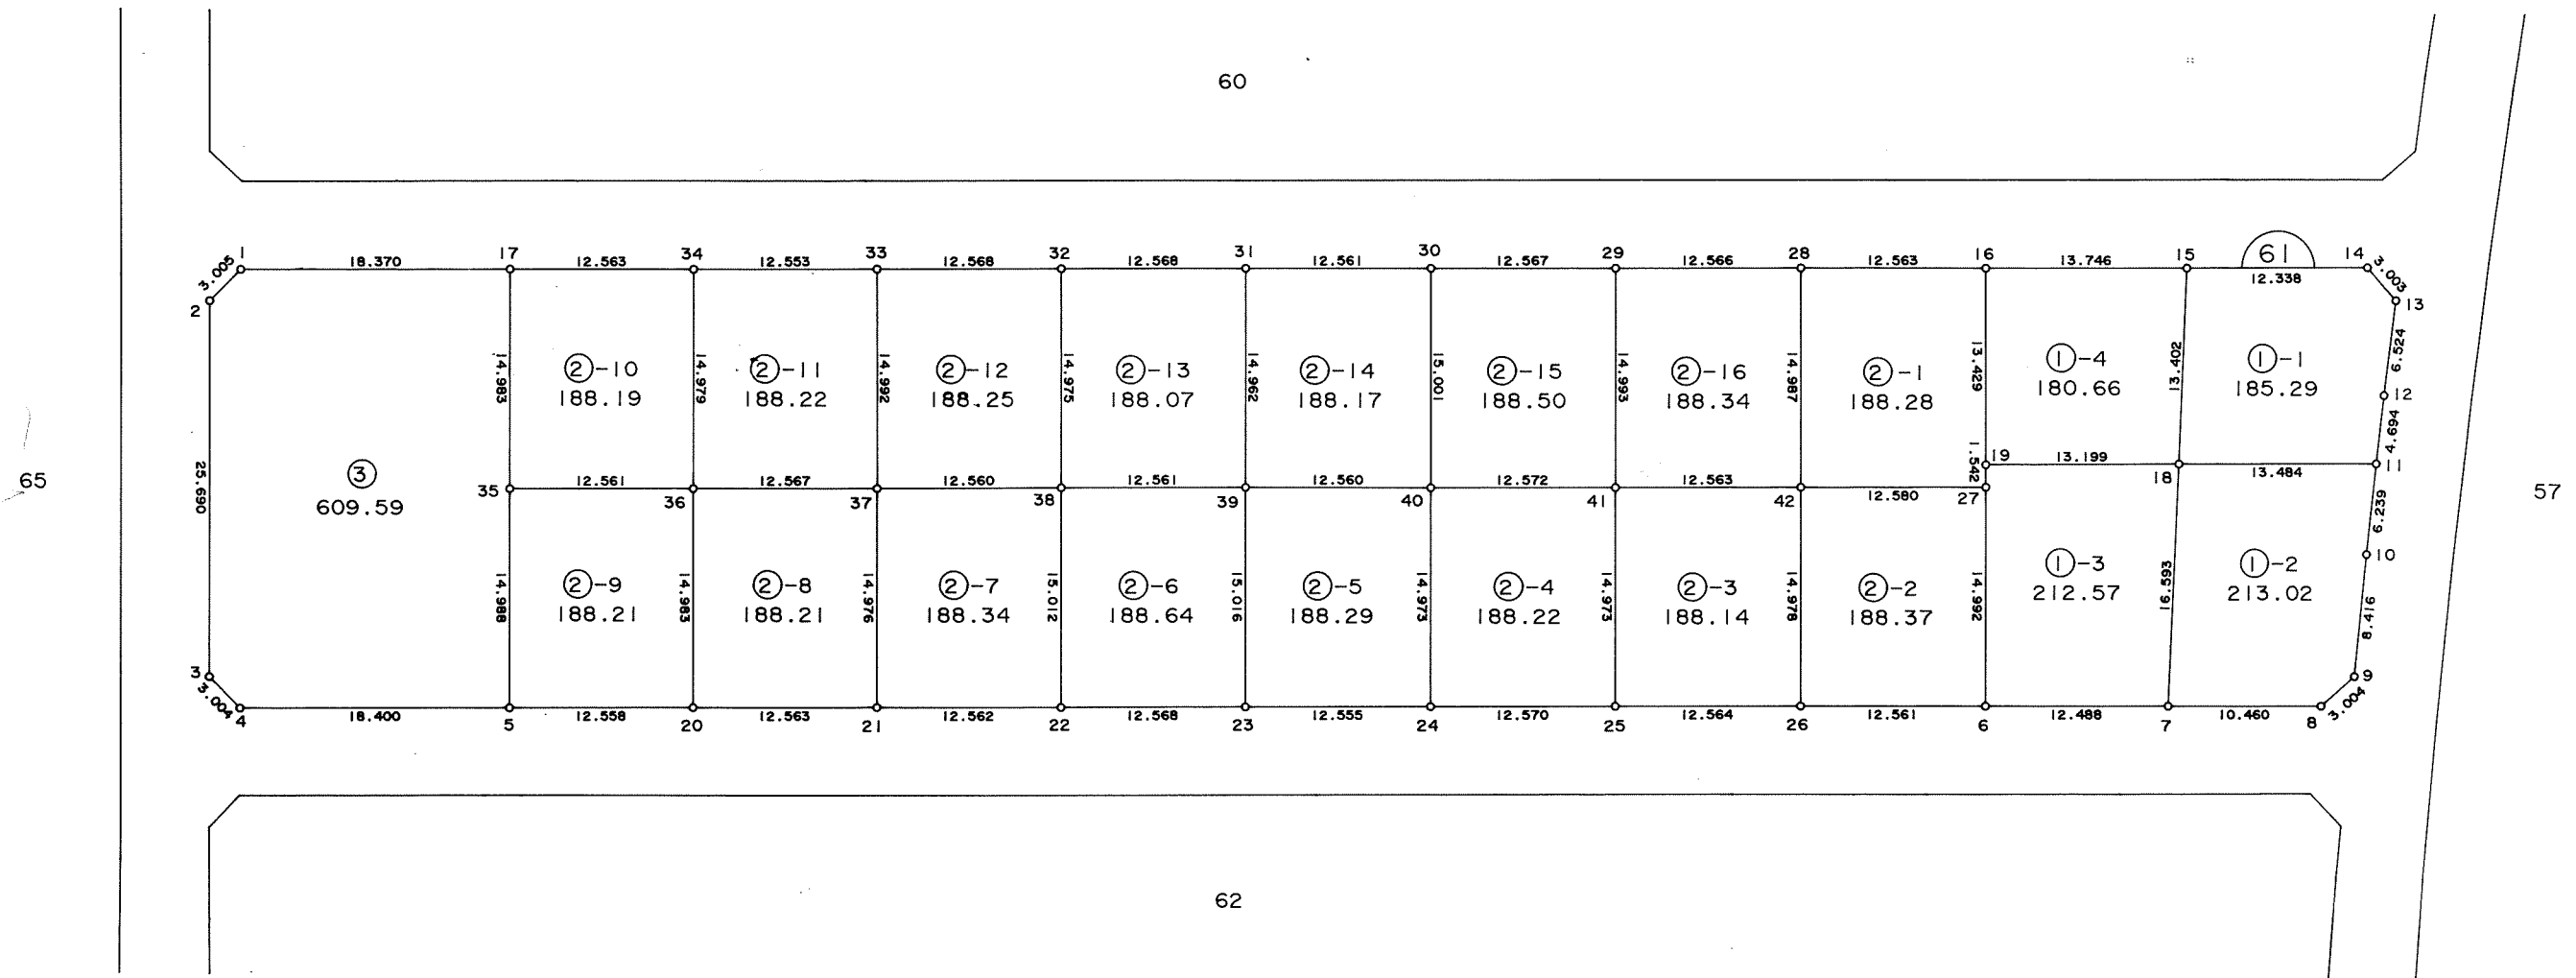 60
1 17 34 33 32 31 30 29 28 16 15 61 14
3.005 18.370 12.563 12.553 12.568 12.568 12.561 12.567 12.566 12.563 13.746 12.338 3.003
2 13
14.983 14.979 14.992 14.975 14.962 15.001 14.993 14.987 13.429 13.402 6.524
②-10 ②-11 ②-12 ②-13 ②-14 ②-15 ②-16 ②-1 ①-4 ①-1
188.19 188.22 188.25 188.07 188.17 188.50 188.34 188.28 180.66 185.29
12
4.694
1.542 19 13.199 18 13.484 11
65 25.690 ③ 57
609.59
35 12.561 36 12.567 37 12.560 38 12.561 39 12.560 40 12.572 41 12.563 42 12.580 27
6.239
10
14.988 14.983 14.976 15.012 15.016 14.973 14.973 14.978 14.992 16.593 8.416
②-9 ②-8 ②-7 ②-6 ②-5 ②-4 ②-3 ②-2 ①-3 ①-2
188.21 188.21 188.34 188.64 188.29 188.22 188.14 188.37 212.57 213.02
3 9
3.004 18.400 12.558 12.563 12.562 12.568 12.555 12.570 12.564 12.561 12.488 10.460 3.004
4 5 20 21 22 23 24 25 26 6 7 8
62